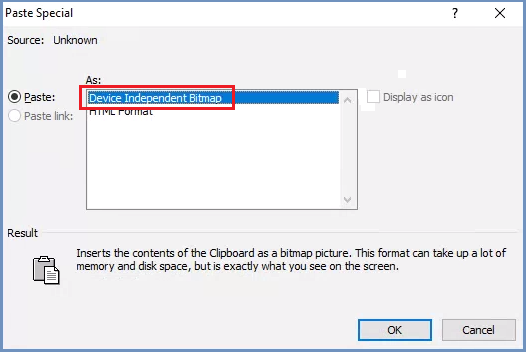 Paste Special
Source: Unknown
As:
Paste:
Device Independent Bitmap
Display as icon
Paste link:
HTML Format
Result
Inserts the contents of the Clipboard as a bitmap picture. This format can take up a lot of
memory and disk space, but is exactly what you see on the screen.
OK
Cancel